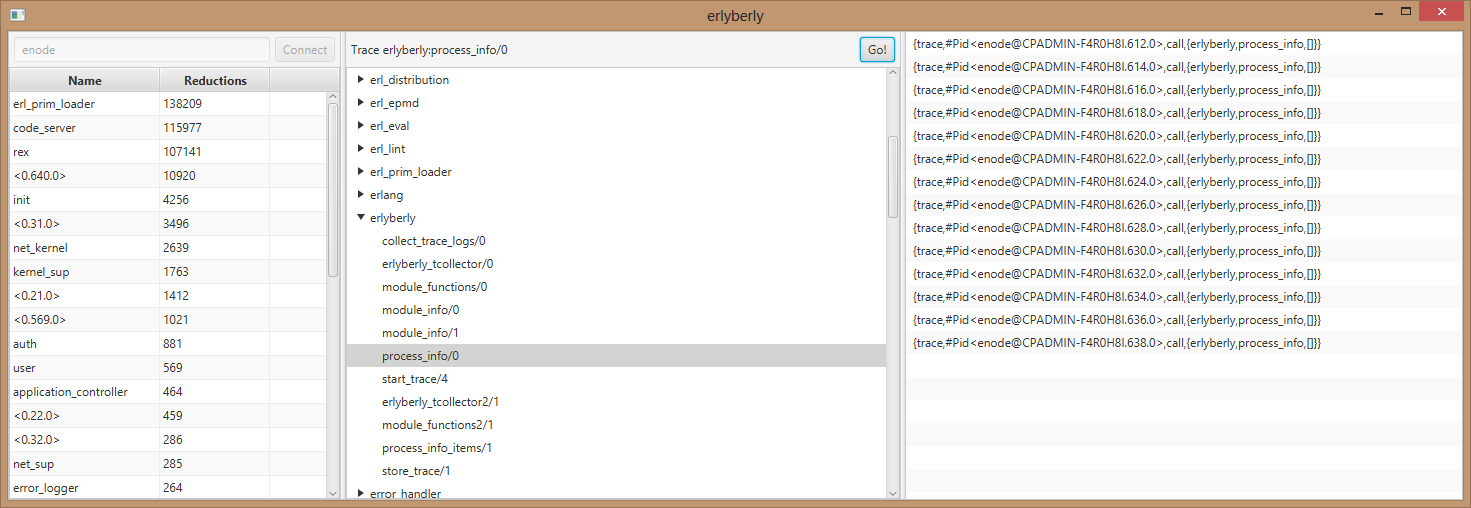 erlyberly
enode Connect
Name Reductions
erl_prim_loader 138209
code_server 115977
rex 107141
<0.640.0> 10920
init 4256
<0.31.0> 3496
net_kernel 2639
kernel_sup 1763
<0.21.0> 1412
<0.569.0> 1021
auth 881
user 569
application_controller 464
<0.22.0> 459
<0.32.0> 286
net_sup 285
error_logger 264
Trace erlyberly:process_info/0 Go!
erl_distribution
erl_epmd
erl_eval
erl_lint
erl_prim_loader
erlang
erlyberly
collect_trace_logs/0
erlyberly_tcollector/0
module_functions/0
module_info/0
module_info/1
process_info/0
start_trace/4
erlyberly_tcollector2/1
module_functions2/1
process_info_items/1
store_trace/1
error_handler
{trace,#Pid<enode@CPADMIN-F4R0H8I.612.0>,call,{erlyberly,process_info,[]}}
{trace,#Pid<enode@CPADMIN-F4R0H8I.614.0>,call,{erlyberly,process_info,[]}}
{trace,#Pid<enode@CPADMIN-F4R0H8I.616.0>,call,{erlyberly,process_info,[]}}
{trace,#Pid<enode@CPADMIN-F4R0H8I.618.0>,call,{erlyberly,process_info,[]}}
{trace,#Pid<enode@CPADMIN-F4R0H8I.620.0>,call,{erlyberly,process_info,[]}}
{trace,#Pid<enode@CPADMIN-F4R0H8I.622.0>,call,{erlyberly,process_info,[]}}
{trace,#Pid<enode@CPADMIN-F4R0H8I.624.0>,call,{erlyberly,process_info,[]}}
{trace,#Pid<enode@CPADMIN-F4R0H8I.626.0>,call,{erlyberly,process_info,[]}}
{trace,#Pid<enode@CPADMIN-F4R0H8I.628.0>,call,{erlyberly,process_info,[]}}
{trace,#Pid<enode@CPADMIN-F4R0H8I.630.0>,call,{erlyberly,process_info,[]}}
{trace,#Pid<enode@CPADMIN-F4R0H8I.632.0>,call,{erlyberly,process_info,[]}}
{trace,#Pid<enode@CPADMIN-F4R0H8I.634.0>,call,{erlyberly,process_info,[]}}
{trace,#Pid<enode@CPADMIN-F4R0H8I.636.0>,call,{erlyberly,process_info,[]}}
{trace,#Pid<enode@CPADMIN-F4R0H8I.638.0>,call,{erlyberly,process_info,[]}}